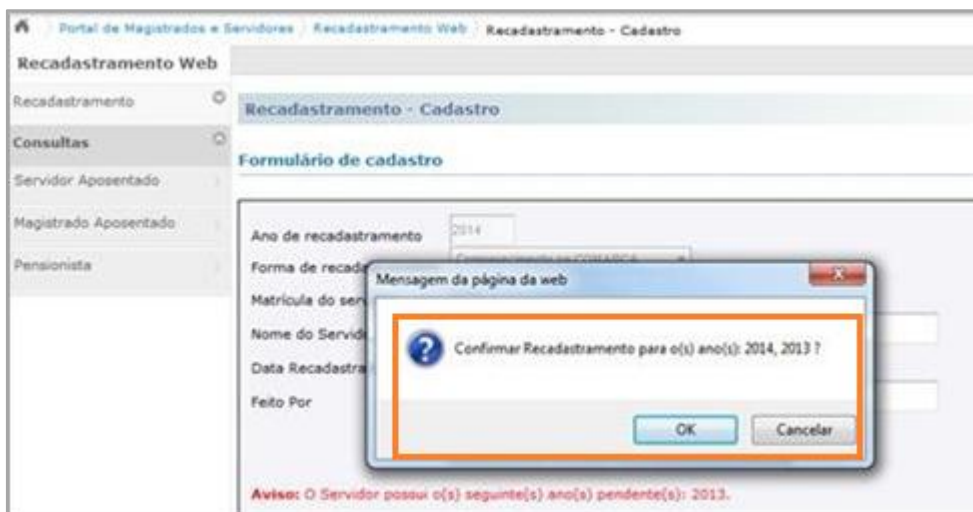 Portal de Magistrados e Servidores Recadastramento Web Recadastramento - Cadastro
Recadastramento Web
Recadastramento
Consultas
Servidor Aposentado
Magistrado Aposentado
Pensionista
Recadastramento - Cadastro
Formulário de cadastro
Ano de recadastramento 2014
Forma de recada
Matrícula do serv
Nome do Servid
Data Recadastra
Feito Por
Mensagem da página da web
Confirmar Recadastramento para o(s) ano(s): 2014, 2013 ?
OK Cancelar
Aviso: O Servidor possui o(s) seguinte(s) ano(s) pendente(s): 2013.